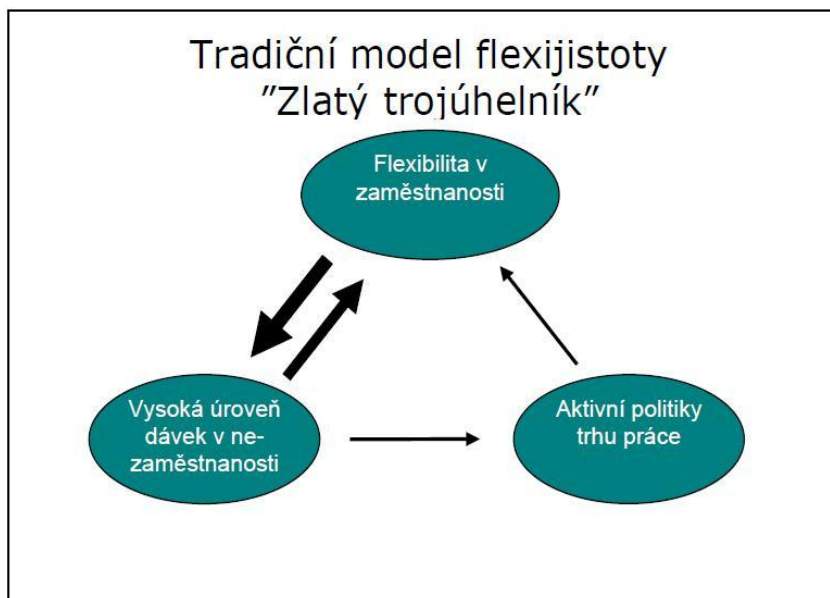 Tradiční model flexijistoty
”Zlatý trojúhelník”
Flexibilita v
zaměstnanosti
Vysoká úroveň
dávek v ne-
zaměstnanosti
Aktivní politiky
trhu práce